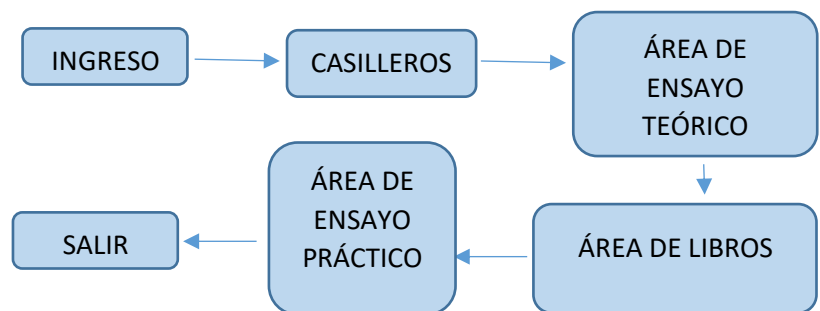 INGRESO
CASILLEROS
ÁREA DE
ENSAYO
TEÓRICO
ÁREA DE LIBROS
ÁREA DE
ENSAYO
PRÁCTICO
SALIR